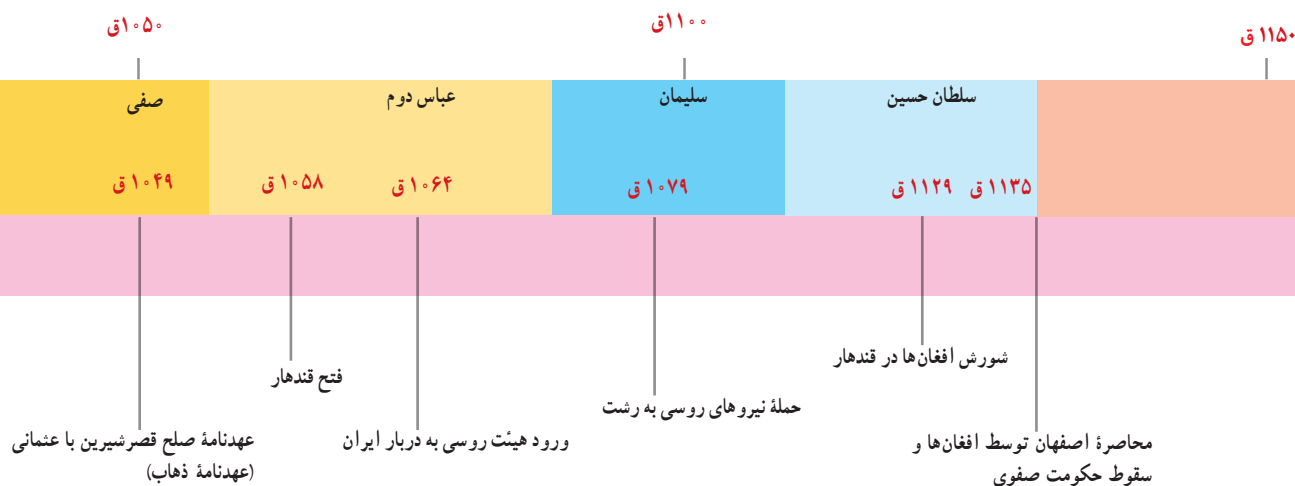 ۱۰۵۰ق
۱۱۰۰ق
۱۱۵۰ ق
صفی
عباس دوم
سلیمان
سلطان حسین
۱۰۴۹ ق
۱۰۵۸ ق
۱۰۶۴ ق
۱۰۷۹ ق
۱۱۲۹ ق
۱۱۳۵ ق
عهدنامهٔ صلح قصرشیرین با عثمانی
(عهدنامهٔ ذهاب)
فتح قندهار
ورود هیئت روسی به دربار ایران
حملهٔ نیروهای روسی به رشت
شورش افغان‌ها در قندهار
محاصرهٔ اصفهان توسط افغان‌ها و
سقوط حکومت صفوی